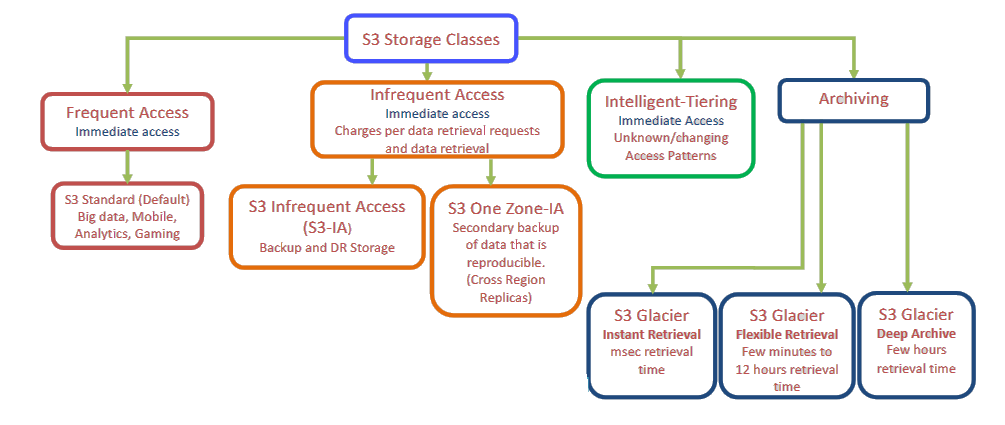 S3 Storage Classes
Frequent Access
Immediate access
Infrequent Access
Immediate access
Charges per data retrieval requests
and data retrieval
Intelligent-Tiering
Immediate Access
Unknown/changing
Access Patterns
Archiving
S3 Standard (Default)
Big data, Mobile,
Analytics, Gaming
S3 Infrequent Access
(S3-IA)
Backup and DR Storage
S3 One Zone-IA
Secondary backup
of data that is
reproducible.
(Cross Region
Replicas)
S3 Glacier
Instant Retrieval
msec retrieval
time
S3 Glacier
Flexible Retrieval
Few minutes to
12 hours retrieval
time
S3 Glacier
Deep Archive
Few hours
retrieval time